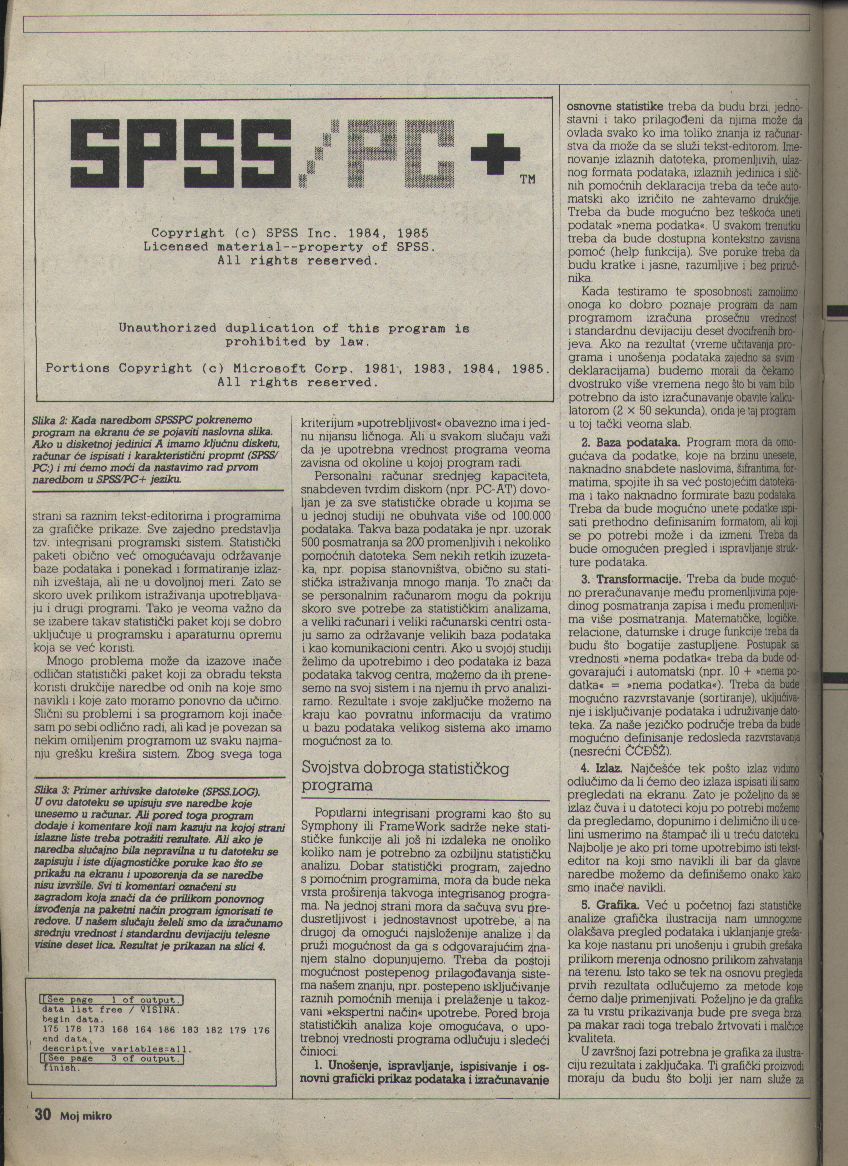 SPSS/PC+
TM
Copyright (c) SPSS Inc. 1984, 1985
Licensed material--property of SPSS.
All rights reserved.
Unauthorized duplication of this program is
prohibited by law.
Portions Copyright (c) Microsoft Corp. 1981, 1983, 1984, 1985.
All rights reserved.
Slika 2: Kada naredbom SPSSPC pokrenemo
program na ekranu će se pojaviti naslovna slika.
Ako u disketnoj jedinici A imamo ključnu disketu,
računar će ispisati i karakteristični propmt (SPSS/
PC:) i mi ćemo moći da nastavimo rad prvom
naredbom u SPSS/PC+ jeziku.
strani sa raznim tekst-editorima i programima
za grafičke prikaze. Sve zajedno predstavlja
tzv. integrisani programski sistem. Statistički
paketi obično već omogućavaju održavanje
baze podataka i ponekad i formatiranje izlaz-
nih izveštaja, ali ne u dovoljnoj meri. Zato se
skoro uvek prilikom istraživanja upotrebljava-
ju i drugi programi. Tako je veoma važno da
se izabere takav statistički paket koji se dobro
uključuje u programsku i aparaturnu opremu
koja se već koristi.
Mnogo problema može da izazove inače
odličan statistički paket koji za obradu teksta
koristi drukčije naredbe od onih na koje smo
navikli i koje zato moramo ponovno da učimo.
Slični su problemi i sa programom koji inače
sam po sebi odlično radi, ali kad je povezan sa
nekim omiljenim programom uz svaku najma-
nju grešku krešira sistem. Zbog svega toga
Slika 3: Primer arhivske datoteke (SPSS.LOG).
U ovu datoteku se upisuju sve naredbe koje
unesemo u računar. Ali pored toga program
dodaje i komentare koji nam kazuju na kojoj strani
izlazne liste treba potražiti rezultate. Ali ako je
naredba slučajno bila nepravilna u tu datoteku se
zapisuju i iste dijagnostičke poruke kao što se
prikažu na ekranu i upozorenja da se naredbe
nisu izvršile. Svi ti komentari označeni su
zagradom koja znači da će prilikom ponovnog
izvođenja na paketni način program ignorisati te
redove. U našem slučaju želeli smo da izračunamo
srednju vrednost i standardnu devijaciju telesne
visine deset lica. Rezultat je prikazan na slici 4.
[See page 1 of output.]
data list free / VISINA.
begin data.
175 178 173 168 164 186 183 182 179 176
end data.
descriptive variables=all.
[See page 3 of output.]
finish.
kriterijum »upotrebljivost« obavezno ima i jed-
nu nijansu ličnoga. Ali u svakom slučaju važi
da je upotrebna vrednost programa veoma
zavisna od okoline u kojoj program radi.
Personalni računar srednjeg kapaciteta,
snabdeven tvrdim diskom (npr. PC-AT) dovo-
ljan je za sve statističke obrade u kojima se
u jednoj studiji ne obuhvata više od 100.000
podataka. Takva baza podataka je npr. uzorak
500 posmatranja sa 200 promenljivih i nekoliko
pomoćnih datoteka. Sem nekih retkih izuzeta-
ka, npr. popisa stanovništva, obično su stati-
stička istraživanja mnogo manja. To znači da
se personalnim računarom mogu da pokriju
skoro sve potrebe za statističkim analizama,
a veliki računari i veliki računarski centri osta-
ju samo za održavanje velikih baza podataka
i kao komunikacioni centri. Ako u svojoj studiji
želimo da upotrebimo i deo podataka iz baza
podataka takvog centra, možemo da ih prene-
semo na svoj sistem i na njemu ih prvo analizi-
ramo. Rezultate i svoje zaključke možemo na
kraju kao povratnu informaciju da vratimo
u bazu podataka velikog sistema ako imamo
mogućnost za to.
Svojstva dobroga statističkog
programa
Popularni integrisani programi kao što su
Symphony ili FrameWork sadrže neke stati-
stičke funkcije ali još ni izdaleka ne onoliko
koliko nam je potrebno za ozbiljnu statističku
analizu. Dobar statistički program, zajedno
s pomoćnim programima, mora da bude neka
vrsta proširenja takvoga integrisanog progra-
ma. Na jednoj strani mora da sačuva svu pre-
dusretljivost i jednostavnost upotrebe, a na
drugoj da omogući najsloženije analize i da
pruži mogućnost da ga s odgovarajućim zna-
njem stalno dopunjujemo. Treba da postoji
mogućnost postepenog prilagođavanja siste-
ma našem znanju, npr. postepeno isključivanje
raznih pomoćnih menija i prelaženje u takoz-
vani »ekspertni način« upotrebe. Pored broja
statističkih analiza koje omogućava, o upo-
trebnoj vrednosti programa odlučuju i sledeći
činioci:
1. Unošenje, ispravljanje, ispisivanje i os-
novni grafički prikaz podataka i izračunavanje
osnovne statistike treba da budu brzi, jedno-
stavni i tako prilagođeni da njima može da
ovlada svako ko ima toliko znanja iz računar-
stva da može da se služi tekst-editorom. Ime-
novanje izlaznih datoteka, promenljivih, ulaz-
nog formata podataka, izlaznih jedinica i slič-
nih pomoćnih deklaracija treba da teče auto-
matski ako izričito ne zahtevamo drukčije.
Treba da bude mogućno bez teškoća uneti
podatak »nema podatka«. U svakom trenutku
treba da bude dostupna kontekstno zavisna
pomoć (help funkcija). Sve poruke treba da
budu kratke i jasne, razumljive i bez priruč-
nika.
Kada testiramo te sposobnosti zamolimo
onoga ko dobro poznaje program da nam
programom izračuna prosečnu vrednost
i standardnu devijaciju deset dvocifrenih bro-
jeva. Ako na rezultat (vreme učitavanja pro-
grama i unošenja podataka zajedno sa svim
deklaracijama) budemo morali da čekamo
dvostruko više vremena nego što bi vam bilo
potrebno da isto izračunavanje obavite kalku-
latorom (2 × 50 sekunda), onda je taj program
u toj tački veoma slab.
2. Baza podataka. Program mora da omo-
gućava da podatke, koje na brzinu unesete,
naknadno snabdete naslovima, šifrantima, for-
matima, spojite ih sa već postojećim datoteka-
ma i tako naknadno formirate bazu podataka.
Treba da bude mogućno unete podatke ispi-
sati prethodno definisanim formatom, ali koji
se po potrebi može i da izmeni. Treba da
bude omogućen pregled i ispravljanje struk-
ture podataka.
3. Transformacije. Treba da bude moguć-
no preračunavanje među promenljivima poje-
dinog posmatranja zapisa i među promenljivi-
ma više posmatranja. Matematičke, logičke,
relacione, datumske i druge funkcije treba da
budu što bogatije zastupljene. Postupak sa
vrednosti »nema podatka« treba da bude od-
govarajući i automatski (npr. 10 + »nema po-
datka« = »nema podatka«). Treba da bude
mogućno razvrstavanje (sortiranje), uključiva-
nje i isključivanje podataka i udruživanje dato-
teka. Za naše jezičko područje treba da bude
mogućno definisanje redosleda razvrstavanja
(nesrećni ČĆĐŠŽ).
4. Izlaz. Najčešće tek pošto izlaz vidimo
odlučimo da li ćemo deo izlaza ispisati ili samo
pregledati na ekranu. Zato je poželjno da se
izlaz čuva i u datoteci koju po potrebi možemo
da pregledamo, dopunimo i delimično ili u ce-
lini usmerimo na štampač ili u treću datoteku.
Najbolje je ako pri tome upotrebimo isti tekst-
editor na koji smo navikli ili bar da glavne
naredbe možemo da definišemo onako kako
smo inače navikli.
5. Grafika. Već u početnoj fazi statističke
analize grafička ilustracija nam umnogome
olakšava pregled podataka i uklanjanje greša-
ka koje nastanu pri unošenju i grubih grešaka
prilikom merenja odnosno prilikom zahvatanja
na terenu. Isto tako se tek na osnovu pregleda
prvih rezultata odlučujemo za metode koje
ćemo dalje primenjivati. Poželjno je da grafika
za tu vrstu prikazivanja bude pre svega brza
pa makar radi toga trebalo žrtvovati i malčice
kvaliteta.
U završnoj fazi potrebna je grafika za ilustra-
ciju rezultata i zaključaka. Ti grafički proizvodi
moraju da budu što bolji jer nam služe za
30 Moj mikro